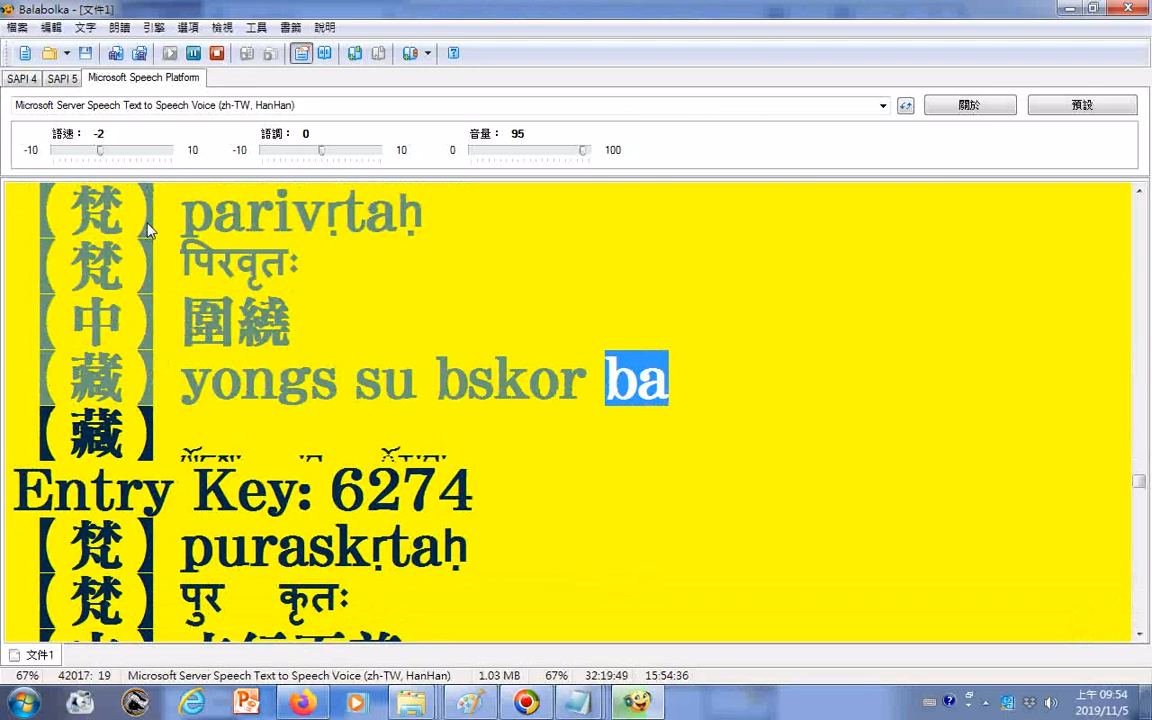 Balabolka - [文件1]
檔案 編輯 文字 朗讀 引擎 選項 檢視 工具 書籤 說明
SAPI 4 SAPI 5 Microsoft Speech Platform
Microsoft Server Speech Text to Speech Voice (zh-TW, HanHan) 關於 預設
語速： -2 語調： 0 音量： 95
-10 10 -10 10 0 100
【梵】 parivṛtaḥ
【梵】 पिरवृतः
【中】 圍繞
【藏】 yongs su bskor ba
【藏】
Entry Key: 6274
【梵】 puraskṛtaḥ
【梵】 पुर कृतः
文件1
67% 42017: 19 Microsoft Server Speech Text to Speech Voice (zh-TW, HanHan) 1.03 MB 67% 32:19:49 15:54:36
上午 09:54
2019/11/5